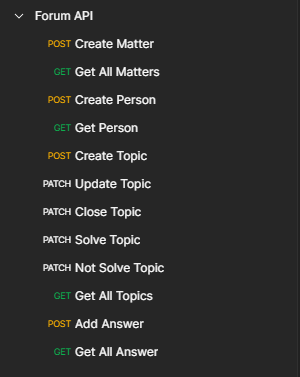 Forum API
POST Create Matter
GET Get All Matters
POST Create Person
GET Get Person
POST Create Topic
PATCH Update Topic
PATCH Close Topic
PATCH Solve Topic
PATCH Not Solve Topic
GET Get All Topics
POST Add Answer
GET Get All Answer